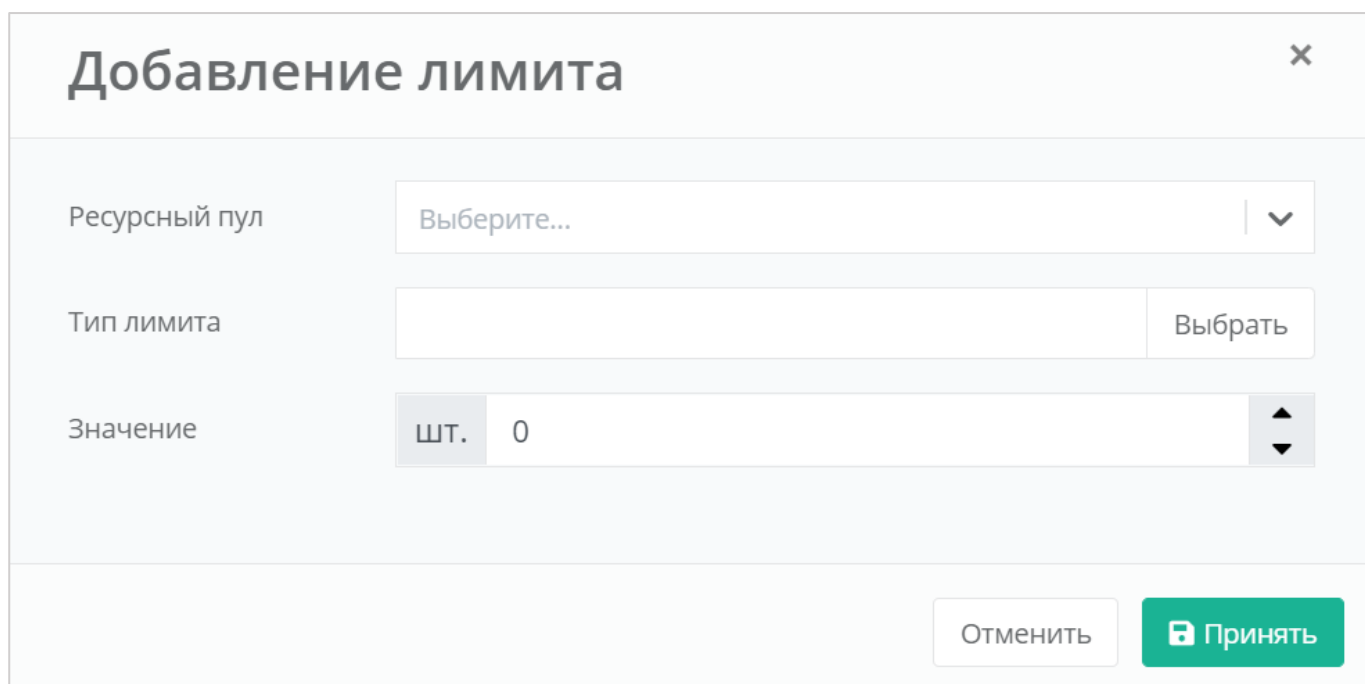 Добавление лимита
Ресурсный пул
Выберите...
Тип лимита
Выбрать
Значение
шт. 0
Отменить
Принять